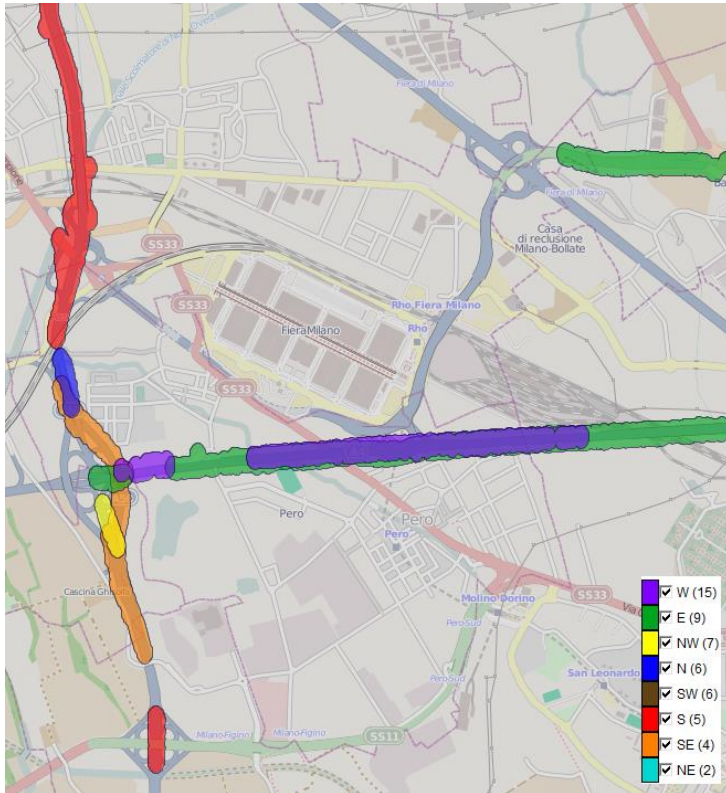 Fiera di Milano
Fiera di Milano
Casa
di reclusione
Milano-Bollate
SS33
SS33
Rho Fiera Milano
Rho
FieraMilano
SS33
Pero
Pero
Pero
Cascina Ghisolfa
Molino Dorino
SS33
Pero-Sud
Pero-Sud
San Leonardo
Milano-Figino
Milano-Figino
SS11
W (15)
E (9)
NW (7)
N (6)
SW (6)
S (5)
SE (4)
NE (2)